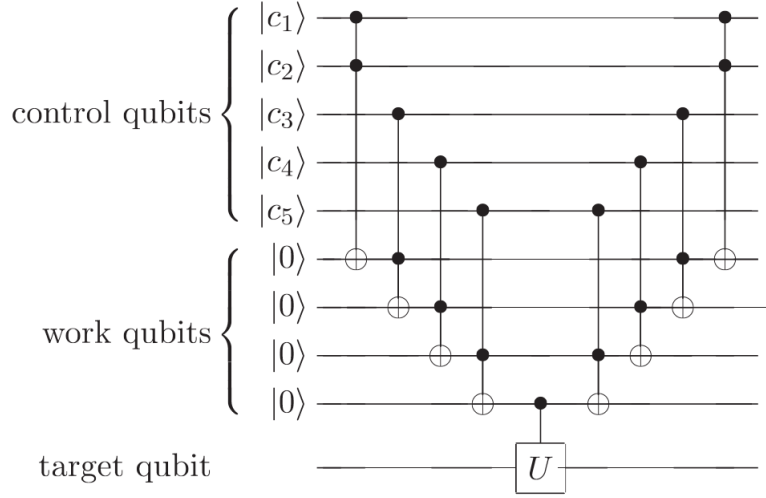 |c₁⟩
|c₂⟩
control qubits |c₃⟩
|c₄⟩
|c₅⟩
|0⟩
|0⟩
work qubits
|0⟩
|0⟩
target qubit U